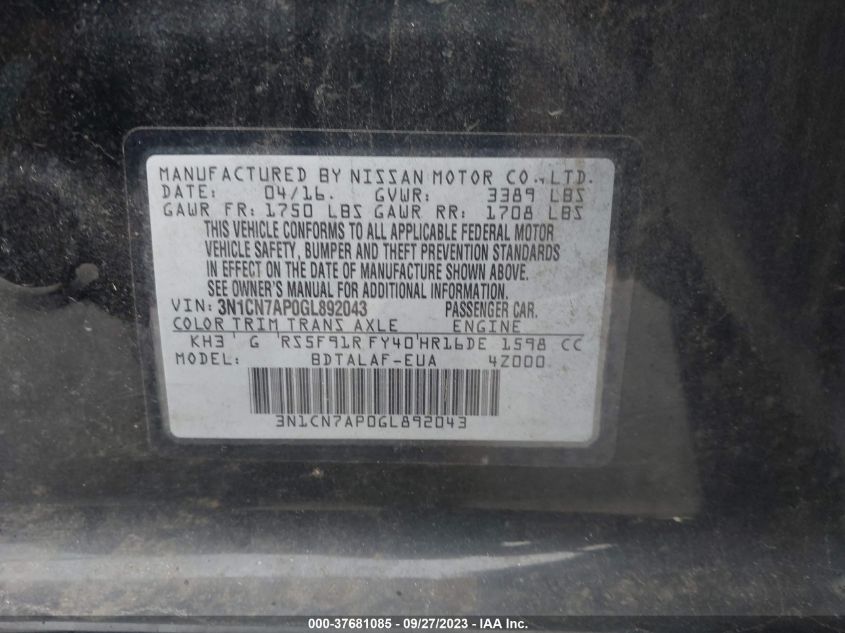 MANUFACTURED BY NISSAN MOTOR CO., LTD.
DATE: 04/16. GVWR: 3389 LBS
GAWR FR: 1750 LBS GAWR RR: 1708 LBS
THIS VEHICLE CONFORMS TO ALL APPLICABLE FEDERAL MOTOR
VEHICLE SAFETY, BUMPER AND THEFT PREVENTION STANDARDS
IN EFFECT ON THE DATE OF MANUFACTURE SHOWN ABOVE.
SEE OWNER'S MANUAL FOR ADDITIONAL INFORMATION.
VIN: 3N1CN7AP0GL892043 PASSENGER CAR.
COLOR TRIM TRANS AXLE ENGINE
KH3 G RS5F91R FY40 HR16DE 1598 CC
MODEL: BDTALAF-EUA 4Z000
3N1CN7AP0GL892043
000-37681085 - 09/27/2023 - IAA Inc.